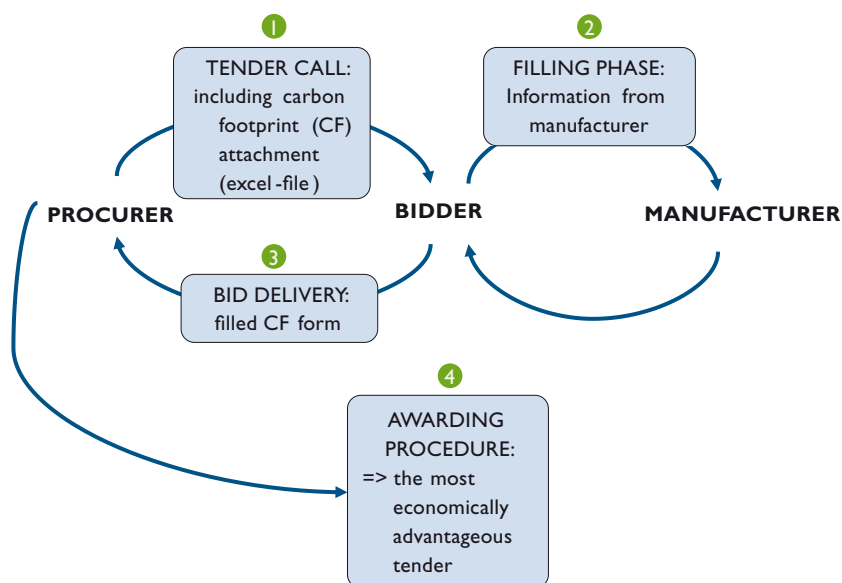 1
TENDER CALL:
including carbon
footprint (CF)
attachment
(excel-file)
2
FILLING PHASE:
Information from
manufacturer
PROCURER
BIDDER
MANUFACTURER
3
BID DELIVERY:
filled CF form
4
AWARDING
PROCEDURE:
=> the most
economically
advantageous
tender